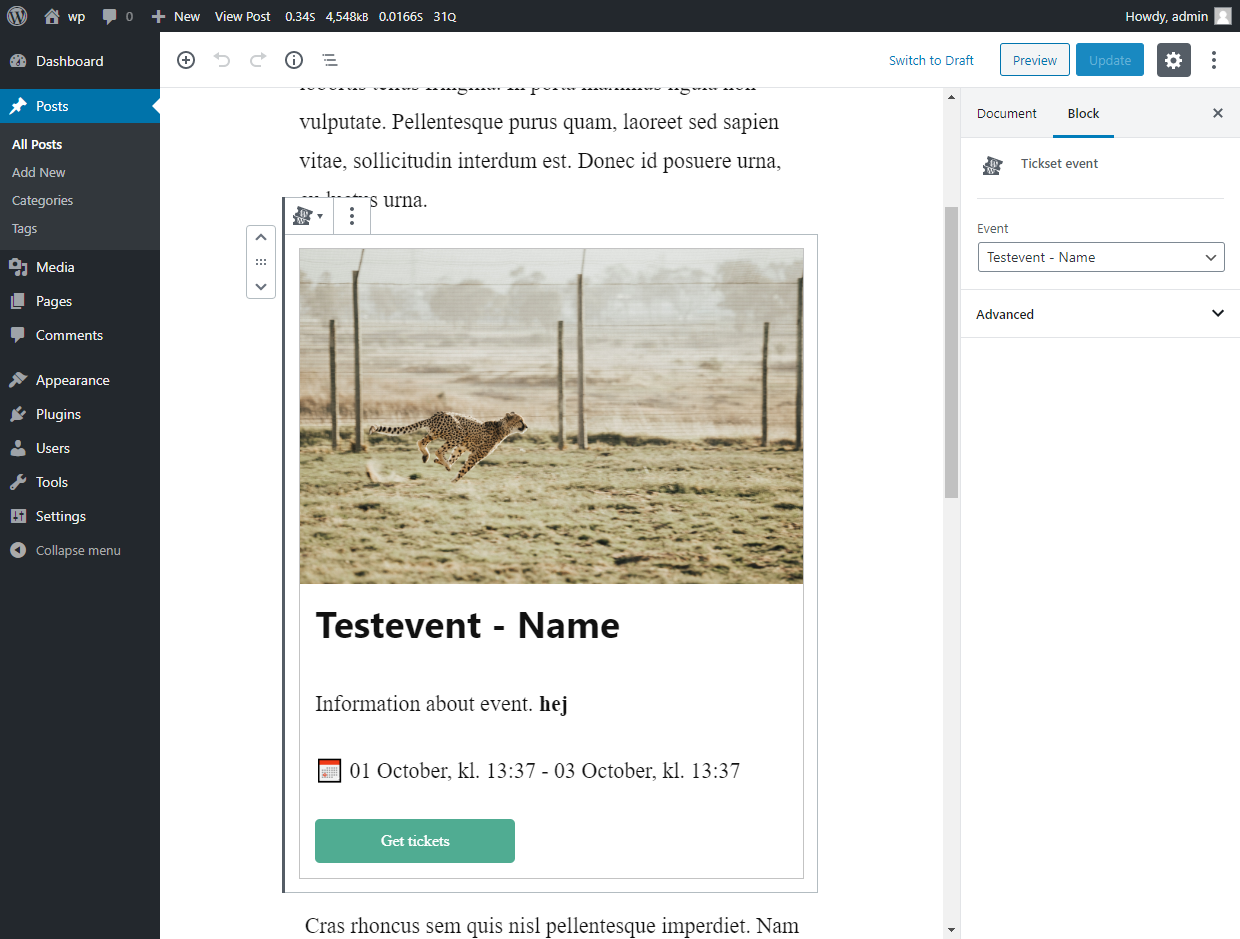 wp
0
New
View Post
0.34S 4,548KB 0.0166S 31Q
Howdy, admin
Dashboard
Posts
All Posts
Add New
Categories
Tags
Media
Pages
Comments
Appearance
Plugins
Users
Tools
Settings
Collapse menu
Switch to Draft
Preview
Update
vulputate. Pellentesque purus quam, laoreet sed sapien
vitae, sollicitudin interdum est. Donec id posuere urna,
urna.
Testevent - Name
Information about event. hej
01 October, kl. 13:37 - 03 October, kl. 13:37
Get tickets
Cras rhoncus sem quis nisl pellentesque imperdiet. Nam
Document
Block
Tickset event
Event
Testevent - Name
Advanced